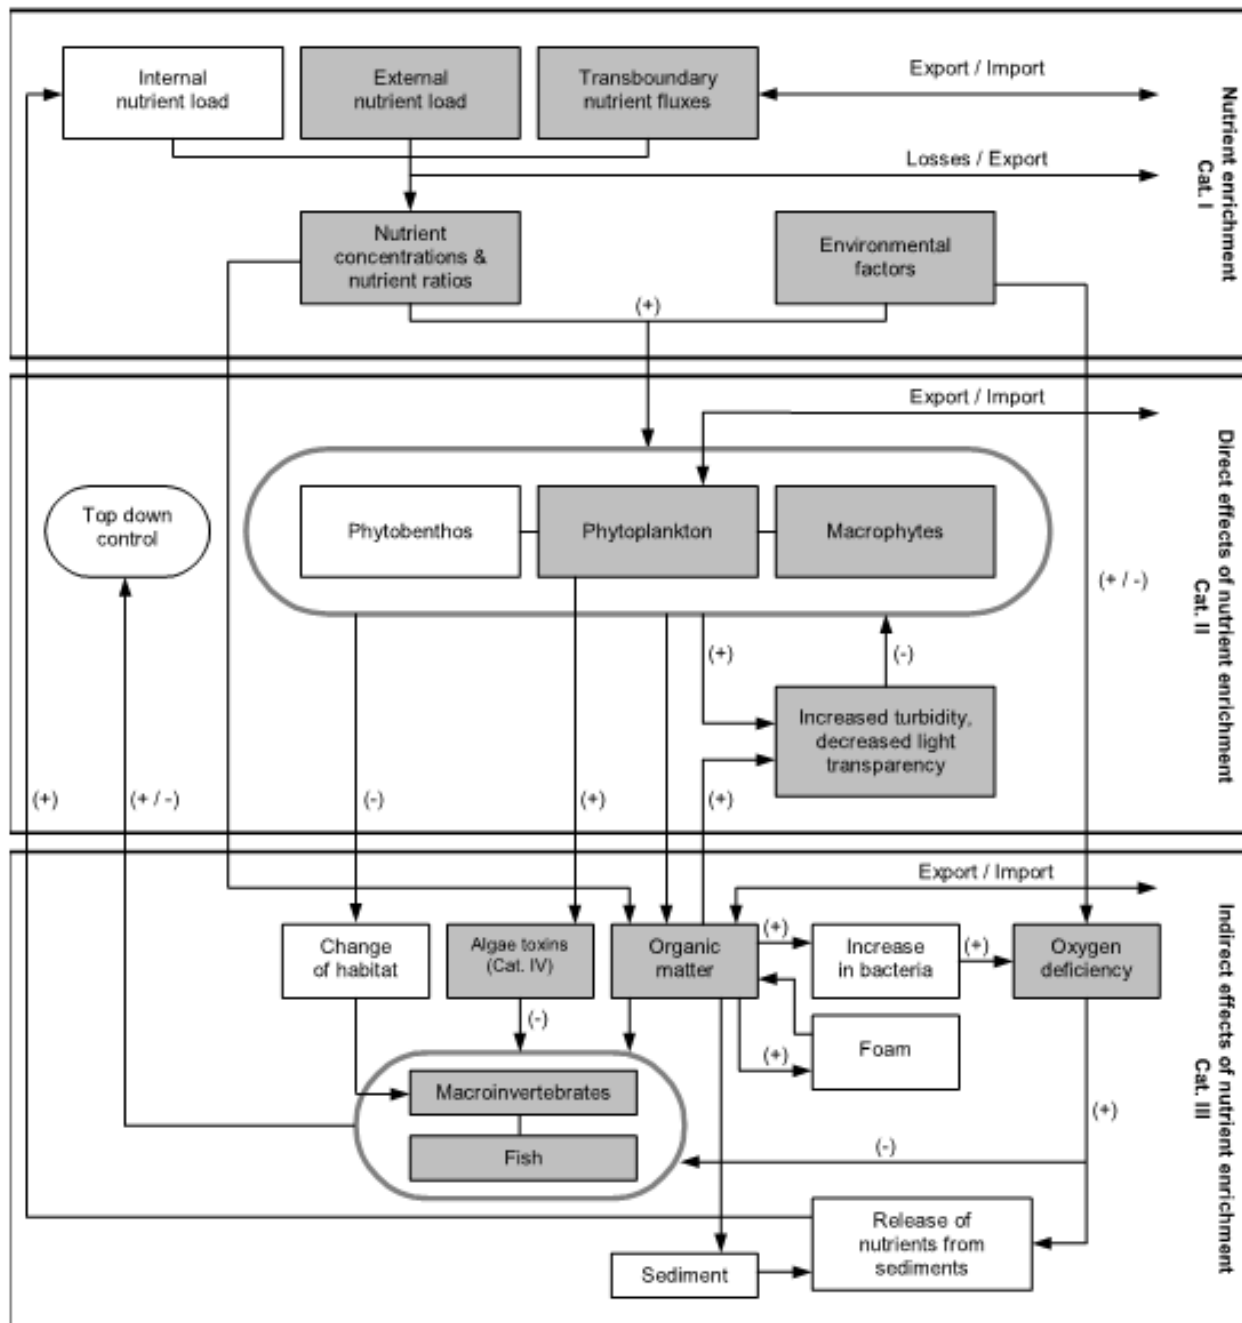 Internal
nutrient load
External
nutrient load
Transboundary
nutrient fluxes
Export / Import
Losses / Export
Nutrient
concentrations &
nutrient ratios
Environmental
factors
(+)
Nutrient enrichment
Cat. I
Export / Import
Top down
control
Phytobenthos
Phytoplankton
Macrophytes
(+ / -)
(+)
(-)
Increased turbidity,
decreased light
transparency
(+)
(+ / -)
(-)
(+)
(+)
Direct effects of nutrient enrichment
Cat. II
Export / Import
Change
of habitat
Algae toxins
(Cat. IV)
Organic
matter
(+)
Increase
in bacteria
(+)
Oxygen
deficiency
(-)
(+)
Foam
Macroinvertebrates
Fish
(+)
(-)
Release of
nutrients from
sediments
Sediment
Indirect effects of nutrient enrichment
Cat. III